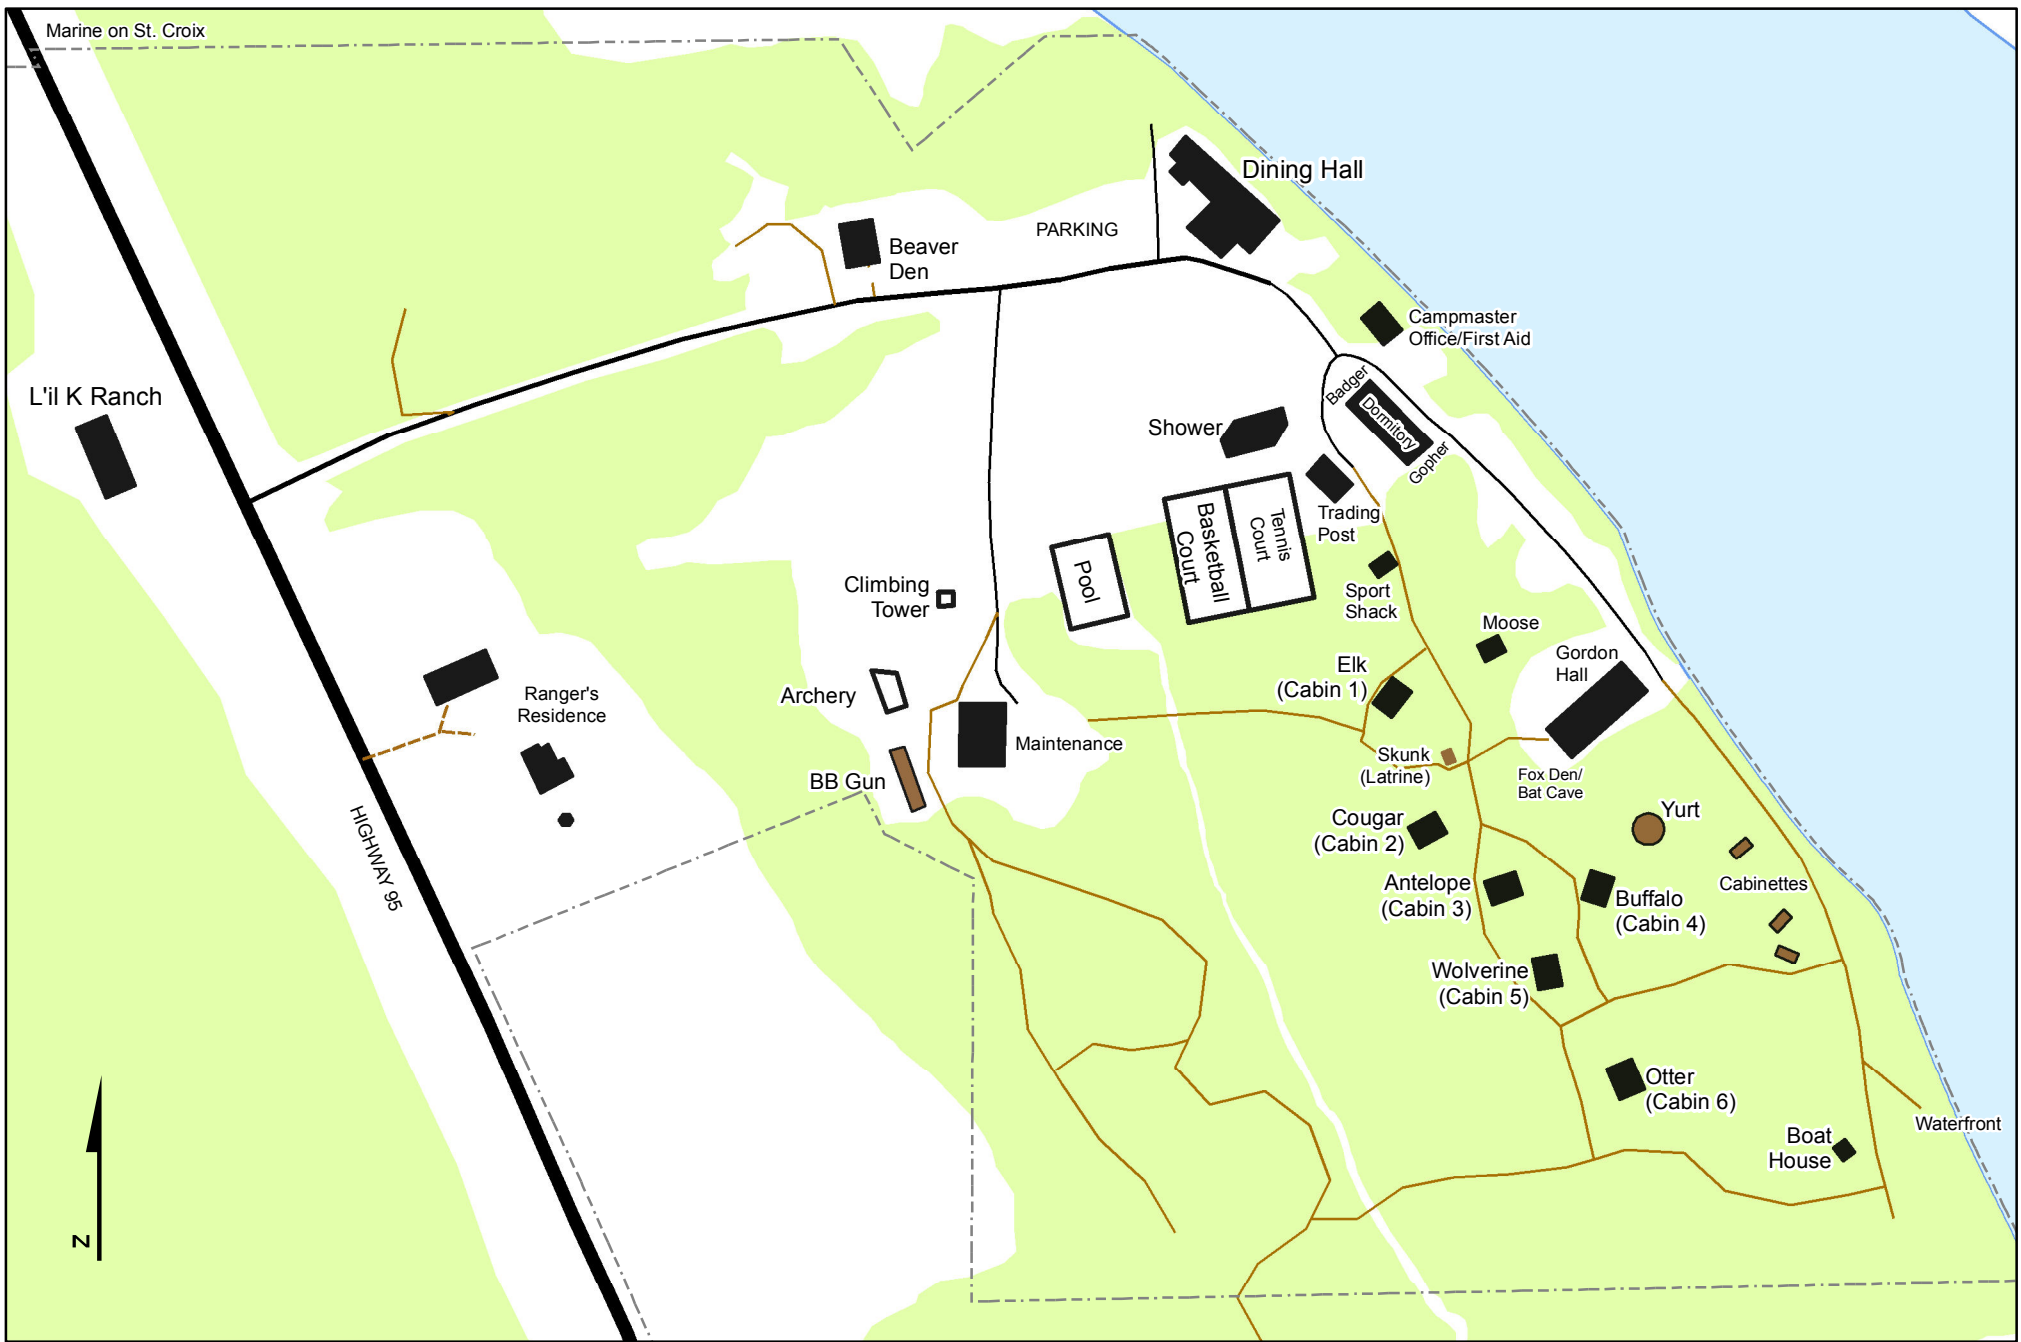 Marine on St. Croix
Dining Hall
PARKING
Beaver
Den
Campmaster
Office/First Aid
L'il K Ranch
Badger
Dormitory
Gopher
Shower
Trading
Post
Basketball
Court
Tennis
Court
Pool
Climbing
Tower
Sport
Shack
Moose
Gordon
Hall
Elk
(Cabin 1)
Ranger's
Residence
Archery
Maintenance
Skunk
(Latrine)
Fox Den/
Bat Cave
BB Gun
HIGHWAY 95
Cougar
(Cabin 2)
Yurt
Antelope
(Cabin 3)
Buffalo
(Cabin 4)
Cabinettes
Wolverine
(Cabin 5)
Otter
(Cabin 6)
Boat
House
Waterfront
N